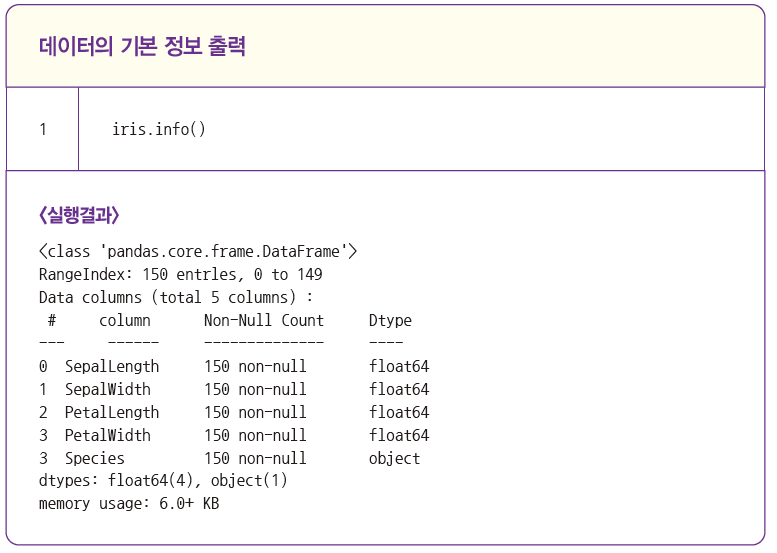 데이터의 기본 정보 출력
1 iris.info()
<실행결과>
<class 'pandas.core.frame.DataFrame'>
RangeIndex: 150 entrles, 0 to 149
Data columns (total 5 columns) :
# column Non-Null Count Dtype
--- ------ -------------- ----
0 SepalLength 150 non-null float64
1 SepalWidth 150 non-null float64
2 PetalLength 150 non-null float64
3 PetalWidth 150 non-null float64
3 Species 150 non-null object
dtypes: float64(4), object(1)
memory usage: 6.0+ KB